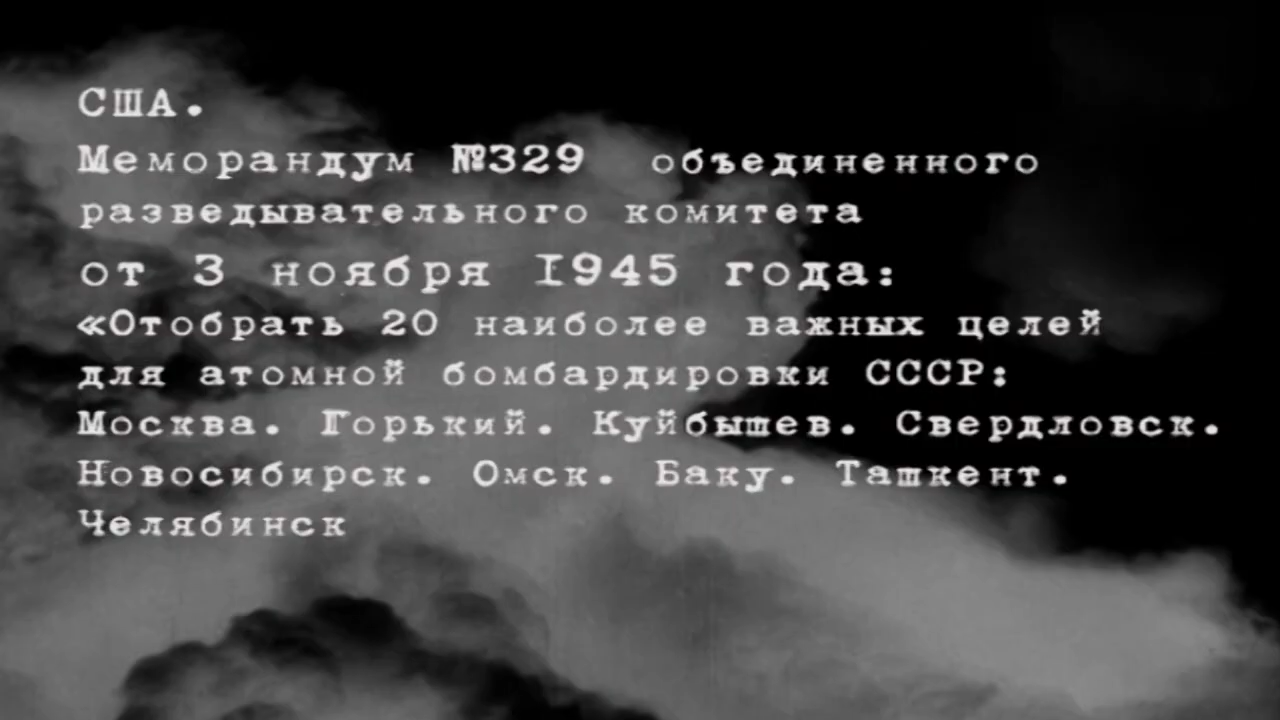 США.
Меморандум №329 объединенного
разведывательного комитета
от 3 ноября 1945 года:
«Отобрать 20 наиболее важных целей
для атомной бомбардировки СССР:
Москва. Горький. Куйбышев. Свердловск.
Новосибирск. Омск. Баку. Ташкент.
Челябинск